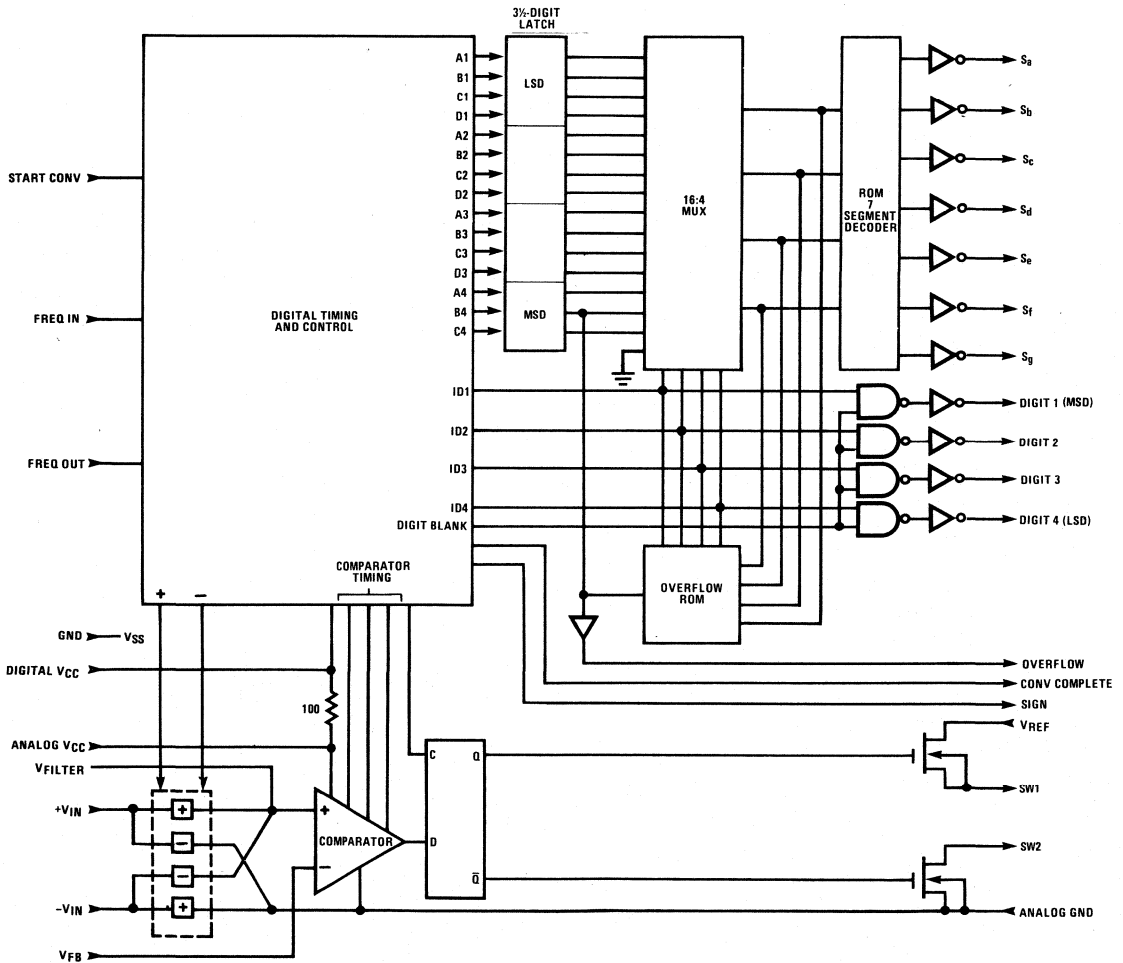 3½-DIGIT
LATCH
A1
B1
C1
D1
A2
B2
C2
D2
A3
B3
C3
D3
A4
B4
C4
LSD
MSD
16:4
MUX
ROM
7
SEGMENT
DECODER
Sa
Sb
Sc
Sd
Se
Sf
Sg
START CONV
FREQ IN
FREQ OUT
DIGITAL TIMING
AND CONTROL
ID1
ID2
ID3
ID4
DIGIT BLANK
DIGIT 1 (MSD)
DIGIT 2
DIGIT 3
DIGIT 4 (LSD)
COMPARATOR
TIMING
+
−
OVERFLOW
ROM
GND
VSS
DIGITAL VCC
100
ANALOG VCC
VFILTER
+VIN
−VIN
VFB
+
−
−
+
+
COMPARATOR
−
C
Q
D
Q̅
OVERFLOW
CONV COMPLETE
SIGN
VREF
SW1
SW2
ANALOG GND